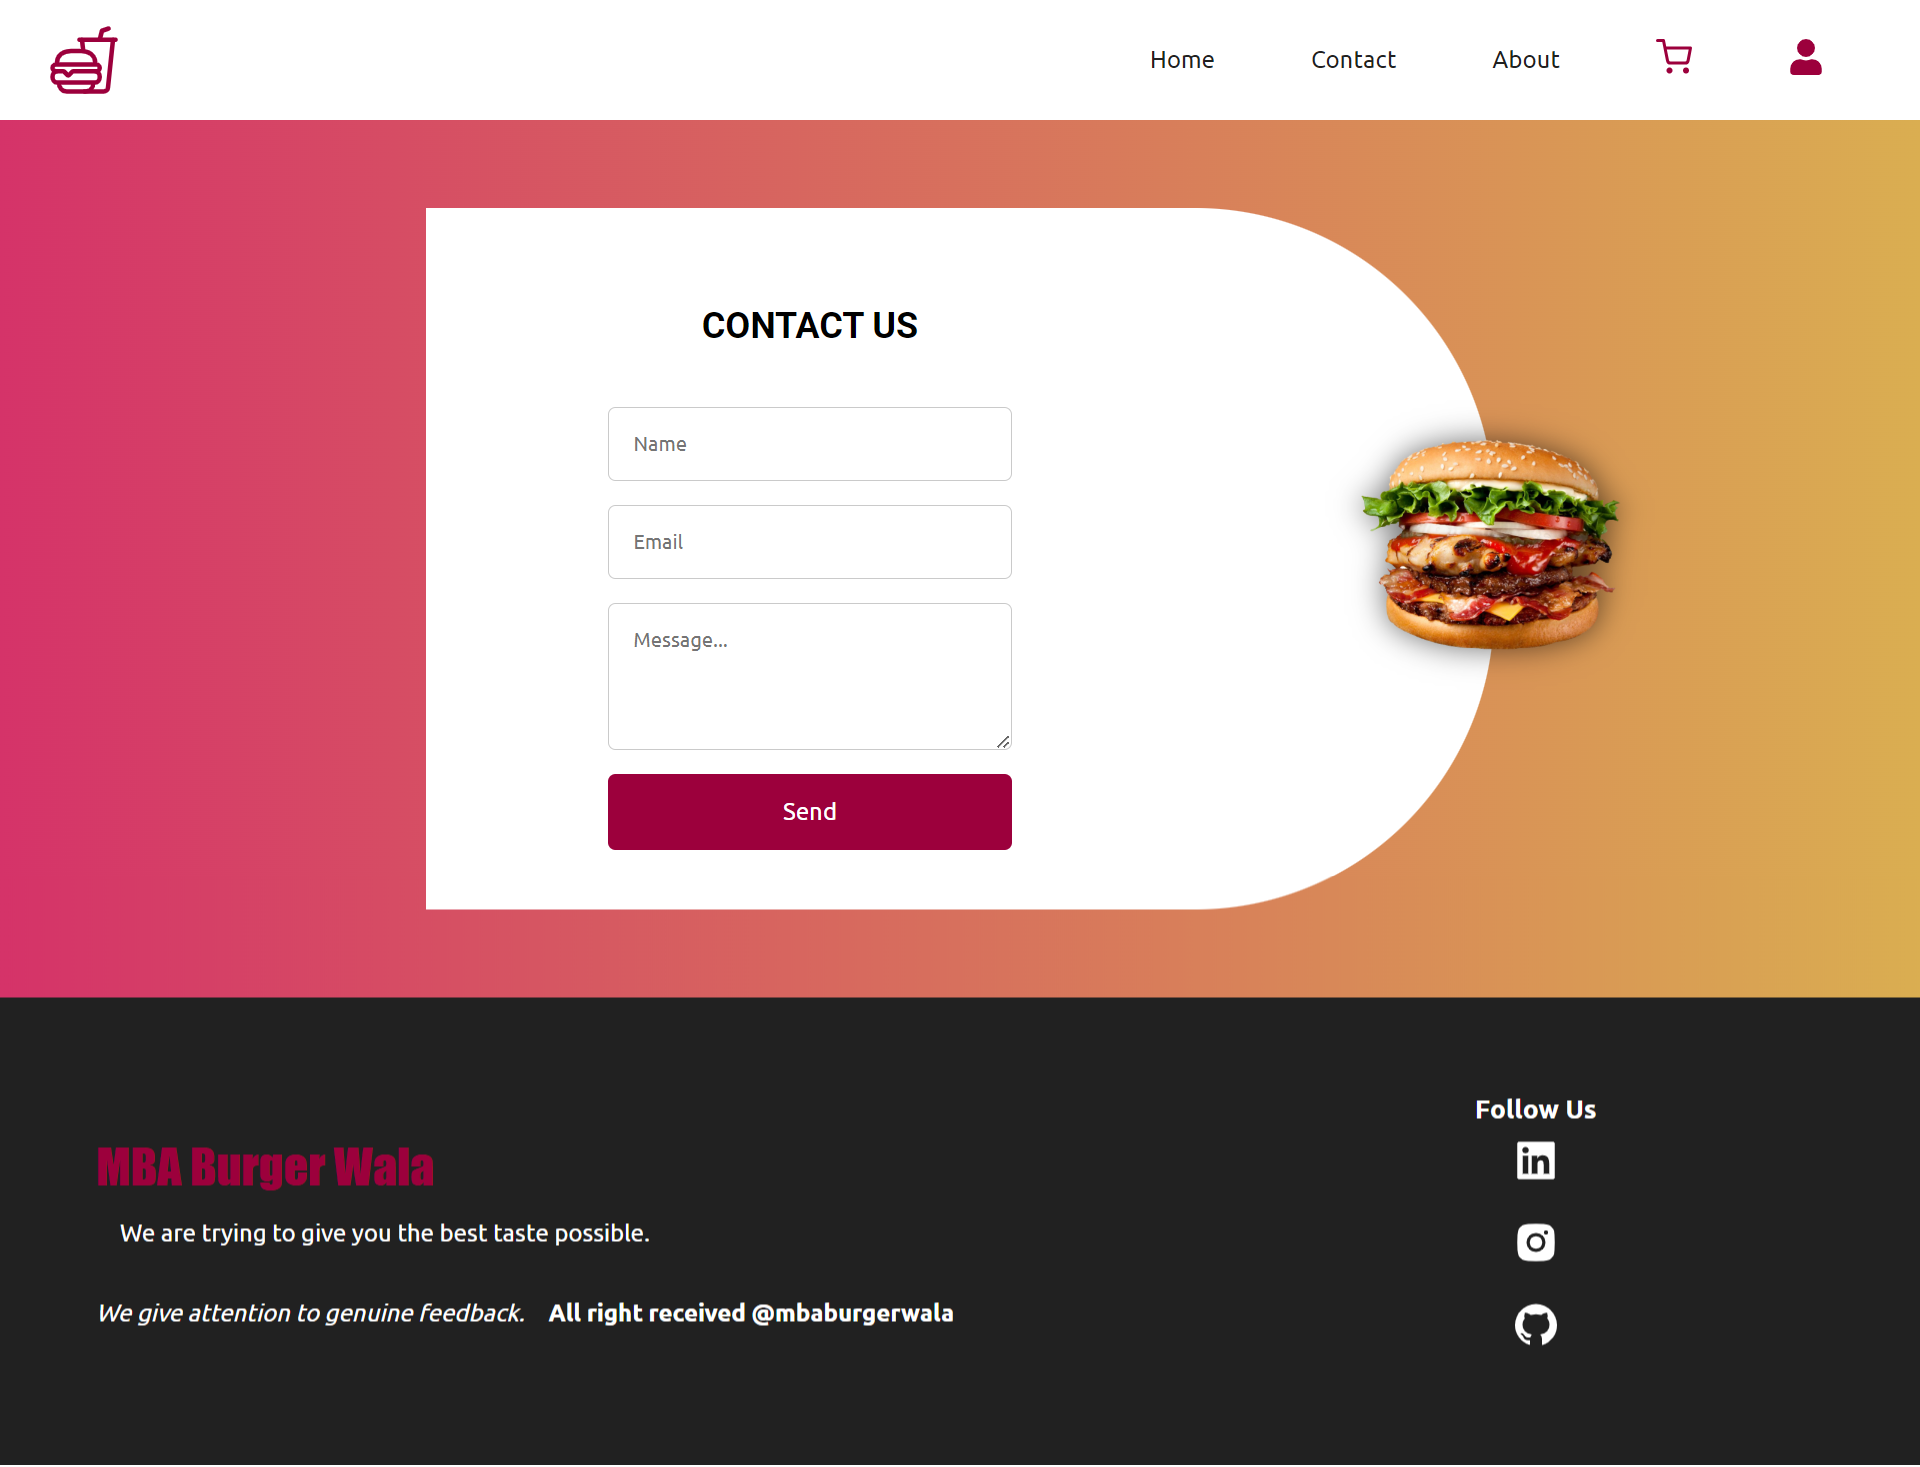 Home
Contact
About
CONTACT US
Name
Email
Message...
Send
MBA Burger Wala
We are trying to give you the best taste possible.
We give attention to genuine feedback. All right received @mbaburgerwala
Follow Us
in